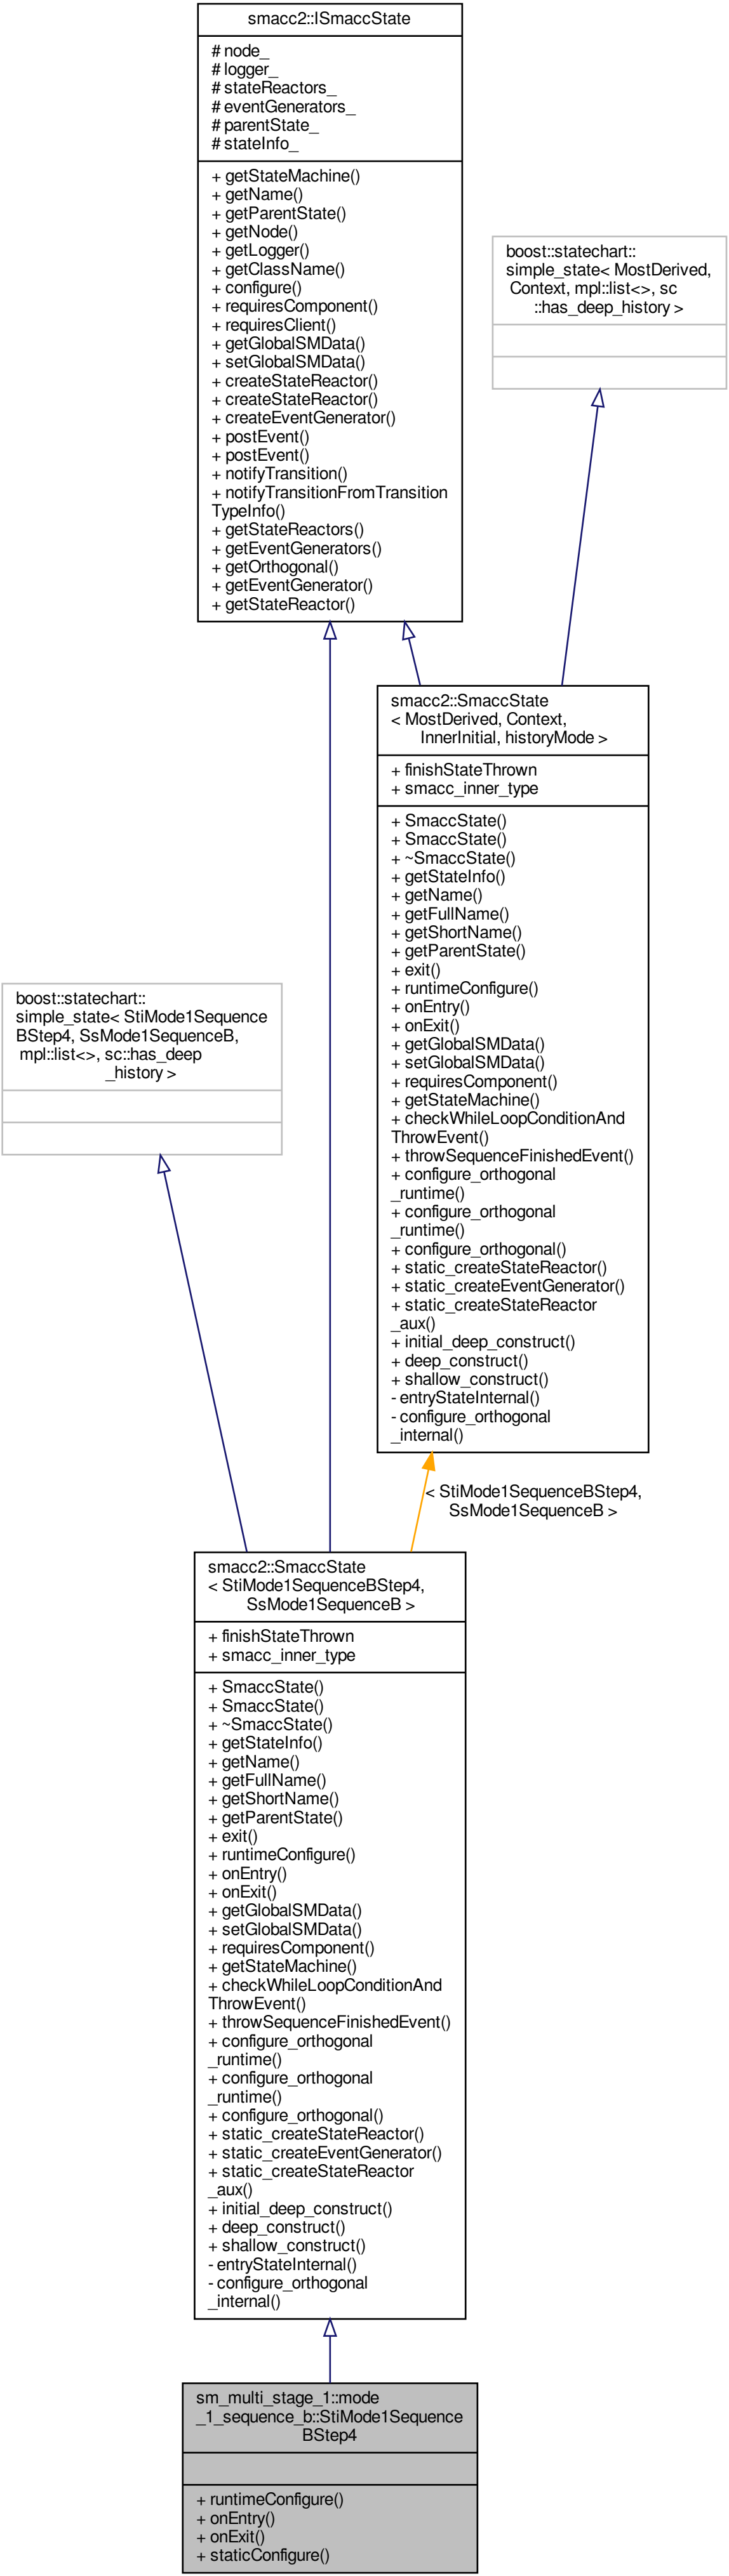 smacc2::ISmaccState
# node_
# logger_
# stateReactors_
# eventGenerators_
# parentState_
# stateInfo_
+ getStateMachine()
+ getName()
+ getParentState()
+ getNode()
+ getLogger()
+ getClassName()
+ configure()
+ requiresComponent()
+ requiresClient()
+ getGlobalSMData()
+ setGlobalSMData()
+ createStateReactor()
+ createStateReactor()
+ createEventGenerator()
+ postEvent()
+ postEvent()
+ notifyTransition()
+ notifyTransitionFromTransition
TypeInfo()
+ getStateReactors()
+ getEventGenerators()
+ getOrthogonal()
+ getEventGenerator()
+ getStateReactor()
boost::statechart::
simple_state< MostDerived,
Context, mpl::list<>, sc
::has_deep_history >
smacc2::SmaccState
< MostDerived, Context,
InnerInitial, historyMode >
+ finishStateThrown
+ smacc_inner_type
+ SmaccState()
+ SmaccState()
+ ~SmaccState()
+ getStateInfo()
+ getName()
+ getFullName()
+ getShortName()
+ getParentState()
+ exit()
+ runtimeConfigure()
+ onEntry()
+ onExit()
+ getGlobalSMData()
+ setGlobalSMData()
+ requiresComponent()
+ getStateMachine()
+ checkWhileLoopConditionAnd
ThrowEvent()
+ throwSequenceFinishedEvent()
+ configure_orthogonal
_runtime()
+ configure_orthogonal
_runtime()
+ configure_orthogonal()
+ static_createStateReactor()
+ static_createEventGenerator()
+ static_createStateReactor
_aux()
+ initial_deep_construct()
+ deep_construct()
+ shallow_construct()
- entryStateInternal()
- configure_orthogonal
_internal()
boost::statechart::
simple_state< StiMode1Sequence
BStep4, SsMode1SequenceB,
mpl::list<>, sc::has_deep
_history >
< StiMode1SequenceBStep4,
SsMode1SequenceB >
smacc2::SmaccState
< StiMode1SequenceBStep4,
SsMode1SequenceB >
+ finishStateThrown
+ smacc_inner_type
+ SmaccState()
+ SmaccState()
+ ~SmaccState()
+ getStateInfo()
+ getName()
+ getFullName()
+ getShortName()
+ getParentState()
+ exit()
+ runtimeConfigure()
+ onEntry()
+ onExit()
+ getGlobalSMData()
+ setGlobalSMData()
+ requiresComponent()
+ getStateMachine()
+ checkWhileLoopConditionAnd
ThrowEvent()
+ throwSequenceFinishedEvent()
+ configure_orthogonal
_runtime()
+ configure_orthogonal
_runtime()
+ configure_orthogonal()
+ static_createStateReactor()
+ static_createEventGenerator()
+ static_createStateReactor
_aux()
+ initial_deep_construct()
+ deep_construct()
+ shallow_construct()
- entryStateInternal()
- configure_orthogonal
_internal()
sm_multi_stage_1::mode
_1_sequence_b::StiMode1Sequence
BStep4
+ runtimeConfigure()
+ onEntry()
+ onExit()
+ staticConfigure()